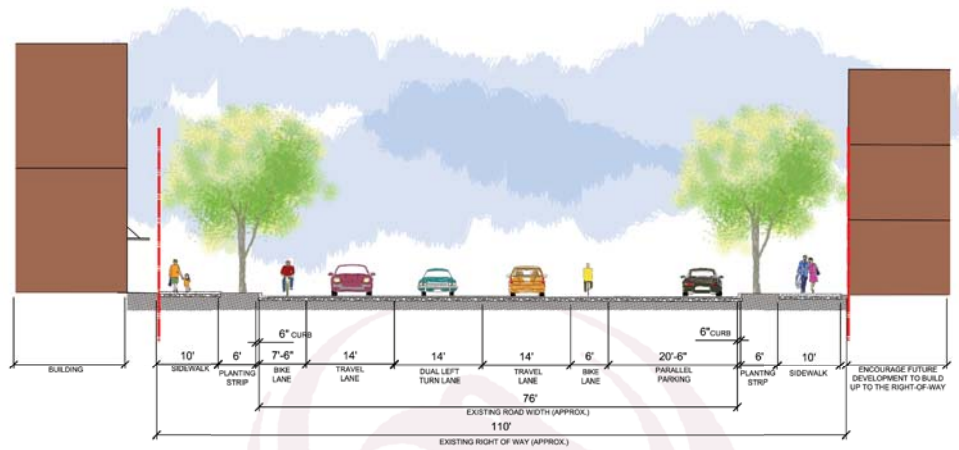 6" CURB
6" CURB
10'
6'
7'-6"
14'
14'
14'
6'
20'-6"
6'
10'
BUILDING
SIDEWALK
PLANTING
STRIP
BIKE
LANE
TRAVEL
LANE
DUAL LEFT
TURN LANE
TRAVEL
LANE
BIKE
LANE
PARALLEL
PARKING
PLANTING
STRIP
SIDEWALK
ENCOURAGE FUTURE
DEVELOPMENT TO BUILD
UP TO THE RIGHT-OF-WAY
76'
EXISTING ROAD WIDTH (APPROX.)
110'
EXISTING RIGHT OF WAY (APPROX.)